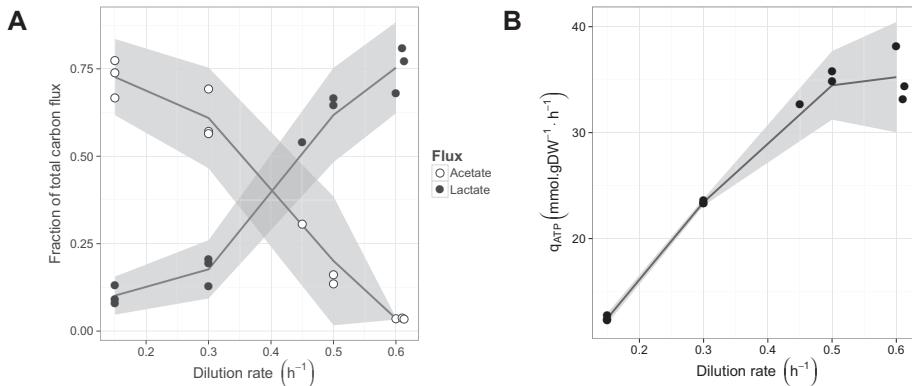 A
Fraction of total carbon flux
0.75
0.50
0.25
0.00
0.2
0.3
0.4
0.5
0.6
Dilution rate (h⁻¹)
Flux
Acetate
Lactate
B
q_ATP (mmol.gDW⁻¹· h⁻¹)
40
30
20
0.2
0.3
0.4
0.5
0.6
Dilution rate (h⁻¹)